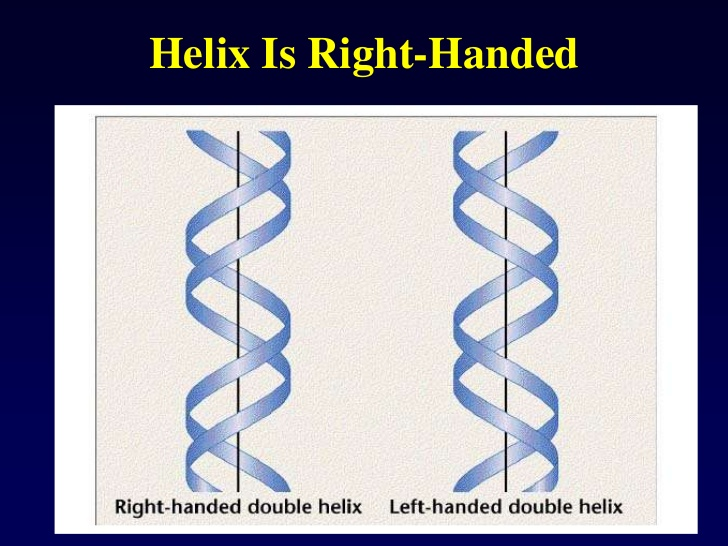 Helix Is Right-Handed
Right-handed double helix
Left-handed double helix